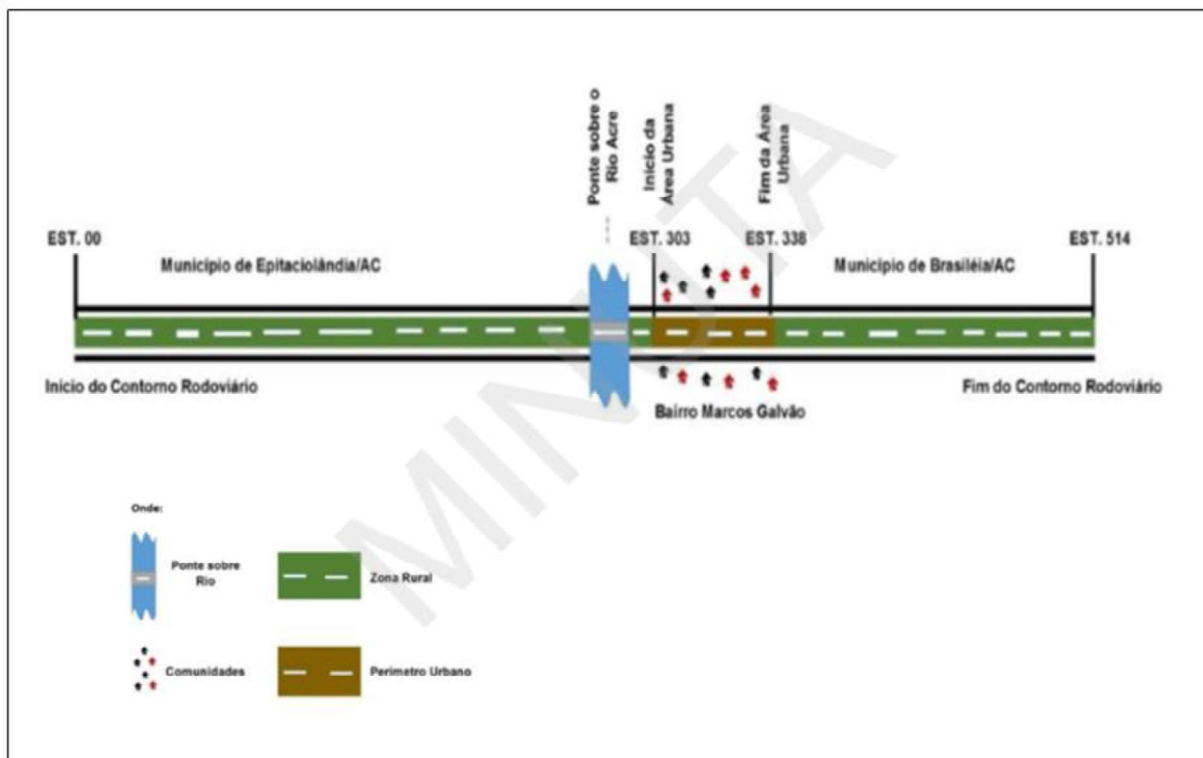 Ponte sobre o
Rio Acre
Inicio da
Área Urbana
Fim da Área
Urbana
EST. 00
EST. 303
EST. 338
EST. 514
Município de Epitaciolândia/AC
Município de Brasiléia/AC
Inicio do Contorno Rodoviário
Fim do Contorno Rodoviário
Bairro Marcos Galvão
MINUTA
Onde:
Ponte sobre
Rio
Zona Rural
Comunidades
Perímetro Urbano